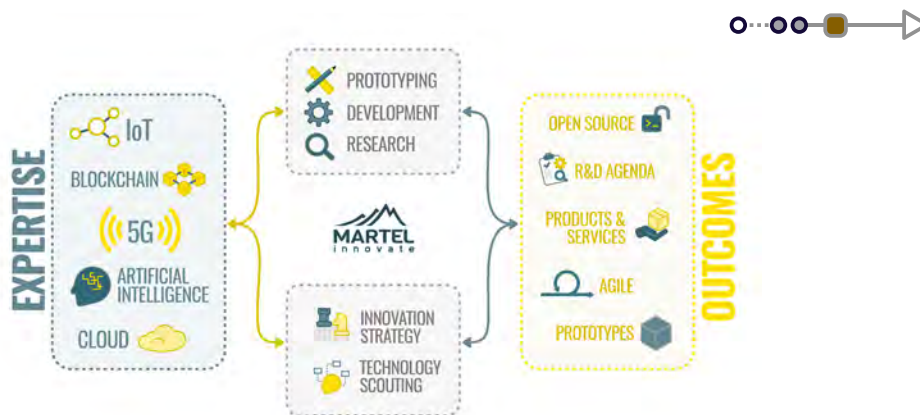 EXPERTISE
IoT
BLOCKCHAIN
5G
ARTIFICIAL
INTELLIGENCE
CLOUD
PROTOTYPING
DEVELOPMENT
RESEARCH
MARTEL
innovate
INNOVATION
STRATEGY
TECHNOLOGY
SCOUTING
OPEN SOURCE
R&D AGENDA
PRODUCTS &
SERVICES
AGILE
PROTOTYPES
OUTCOMES